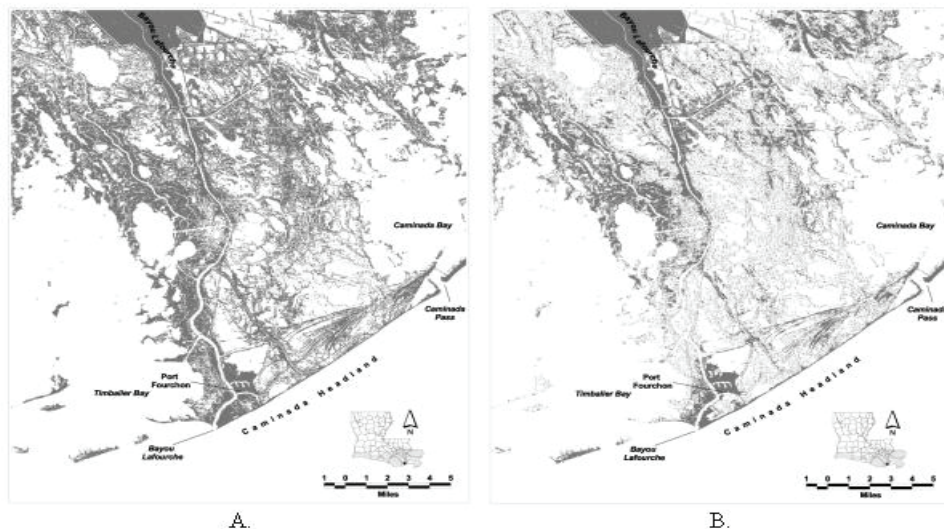 Bayou Lafourche
Caminada Bay
Caminada
Pass
Port
Fourchon
Timbalier Bay
Caminada Headland
Bayou
Lafourche
N
1 0 1 2 3 4 5
Miles
A.
Bayou Lafourche
Caminada Bay
Caminada
Pass
Port
Fourchon
Timbalier Bay
Caminada Headland
Bayou
Lafourche
N
1 0 1 2 3 4 5
Miles
B.